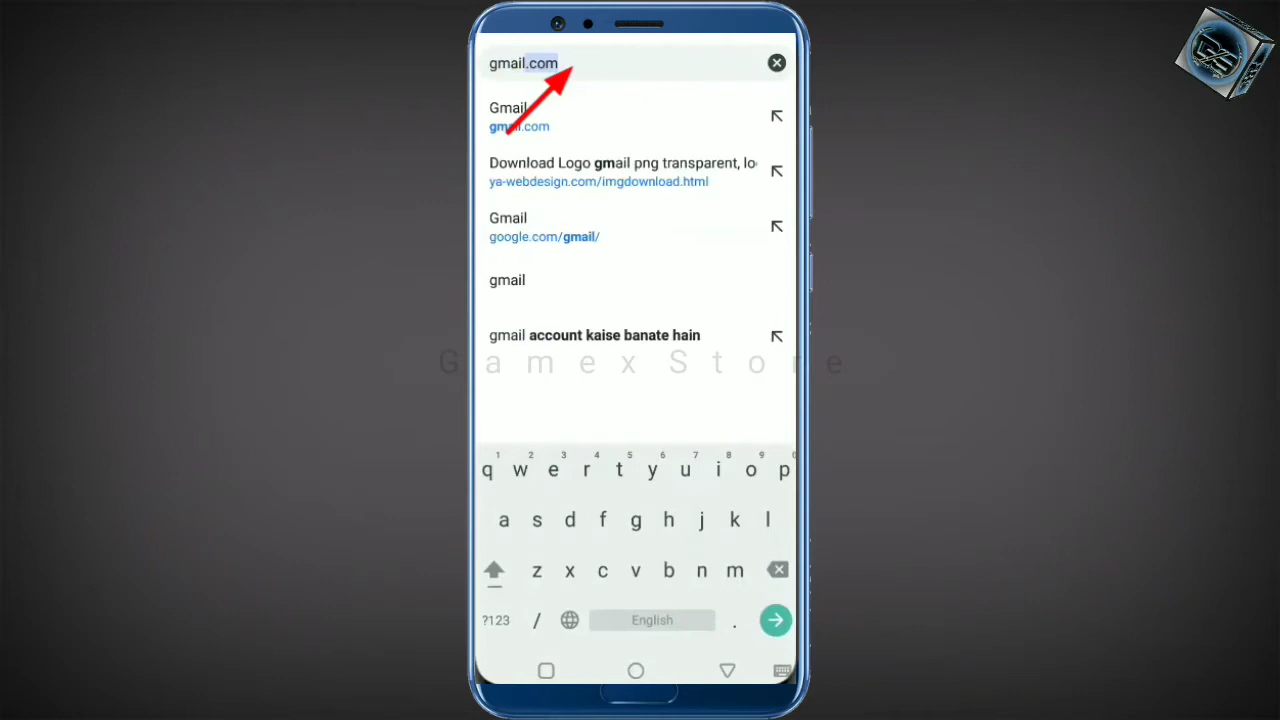 gmail.com
Gmail
gmail.com
Download Logo gmail png transparent, lo
ya-webdesign.com/imgdownload.html
Gmail
google.com/gmail/
gmail
gmail account kaise banate hain
Gamex Store
1 2 3 4 5 6 7 8 9 0
q w e r t y u i o p
a s d f g h j k l
z x c v b n m
?123 / English .